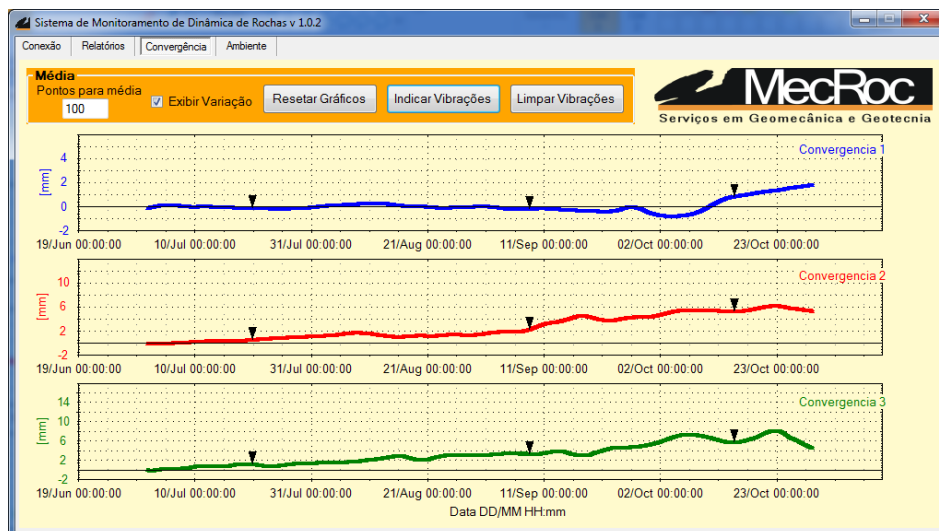 Sistema de Monitoramento de Dinâmica de Rochas v 1.0.2
Conexão Relatórios Convergência Ambiente
Média
Pontos para média
100
Exibir Variação
Resetar Gráficos
Indicar Vibrações
Limpar Vibrações
MecRoc
Serviços em Geomecânica e Geotecnia
Convergencia 1
[mm]
4
2
0
-2
19/Jun 00:00:00 10/Jul 00:00:00 31/Jul 00:00:00 21/Aug 00:00:00 11/Sep 00:00:00 02/Oct 00:00:00 23/Oct 00:00:00
Convergencia 2
[mm]
10
6
2
-2
19/Jun 00:00:00 10/Jul 00:00:00 31/Jul 00:00:00 21/Aug 00:00:00 11/Sep 00:00:00 02/Oct 00:00:00 23/Oct 00:00:00
Convergencia 3
[mm]
14
10
6
2
-2
19/Jun 00:00:00 10/Jul 00:00:00 31/Jul 00:00:00 21/Aug 00:00:00 11/Sep 00:00:00 02/Oct 00:00:00 23/Oct 00:00:00
Data DD/MM HH:mm